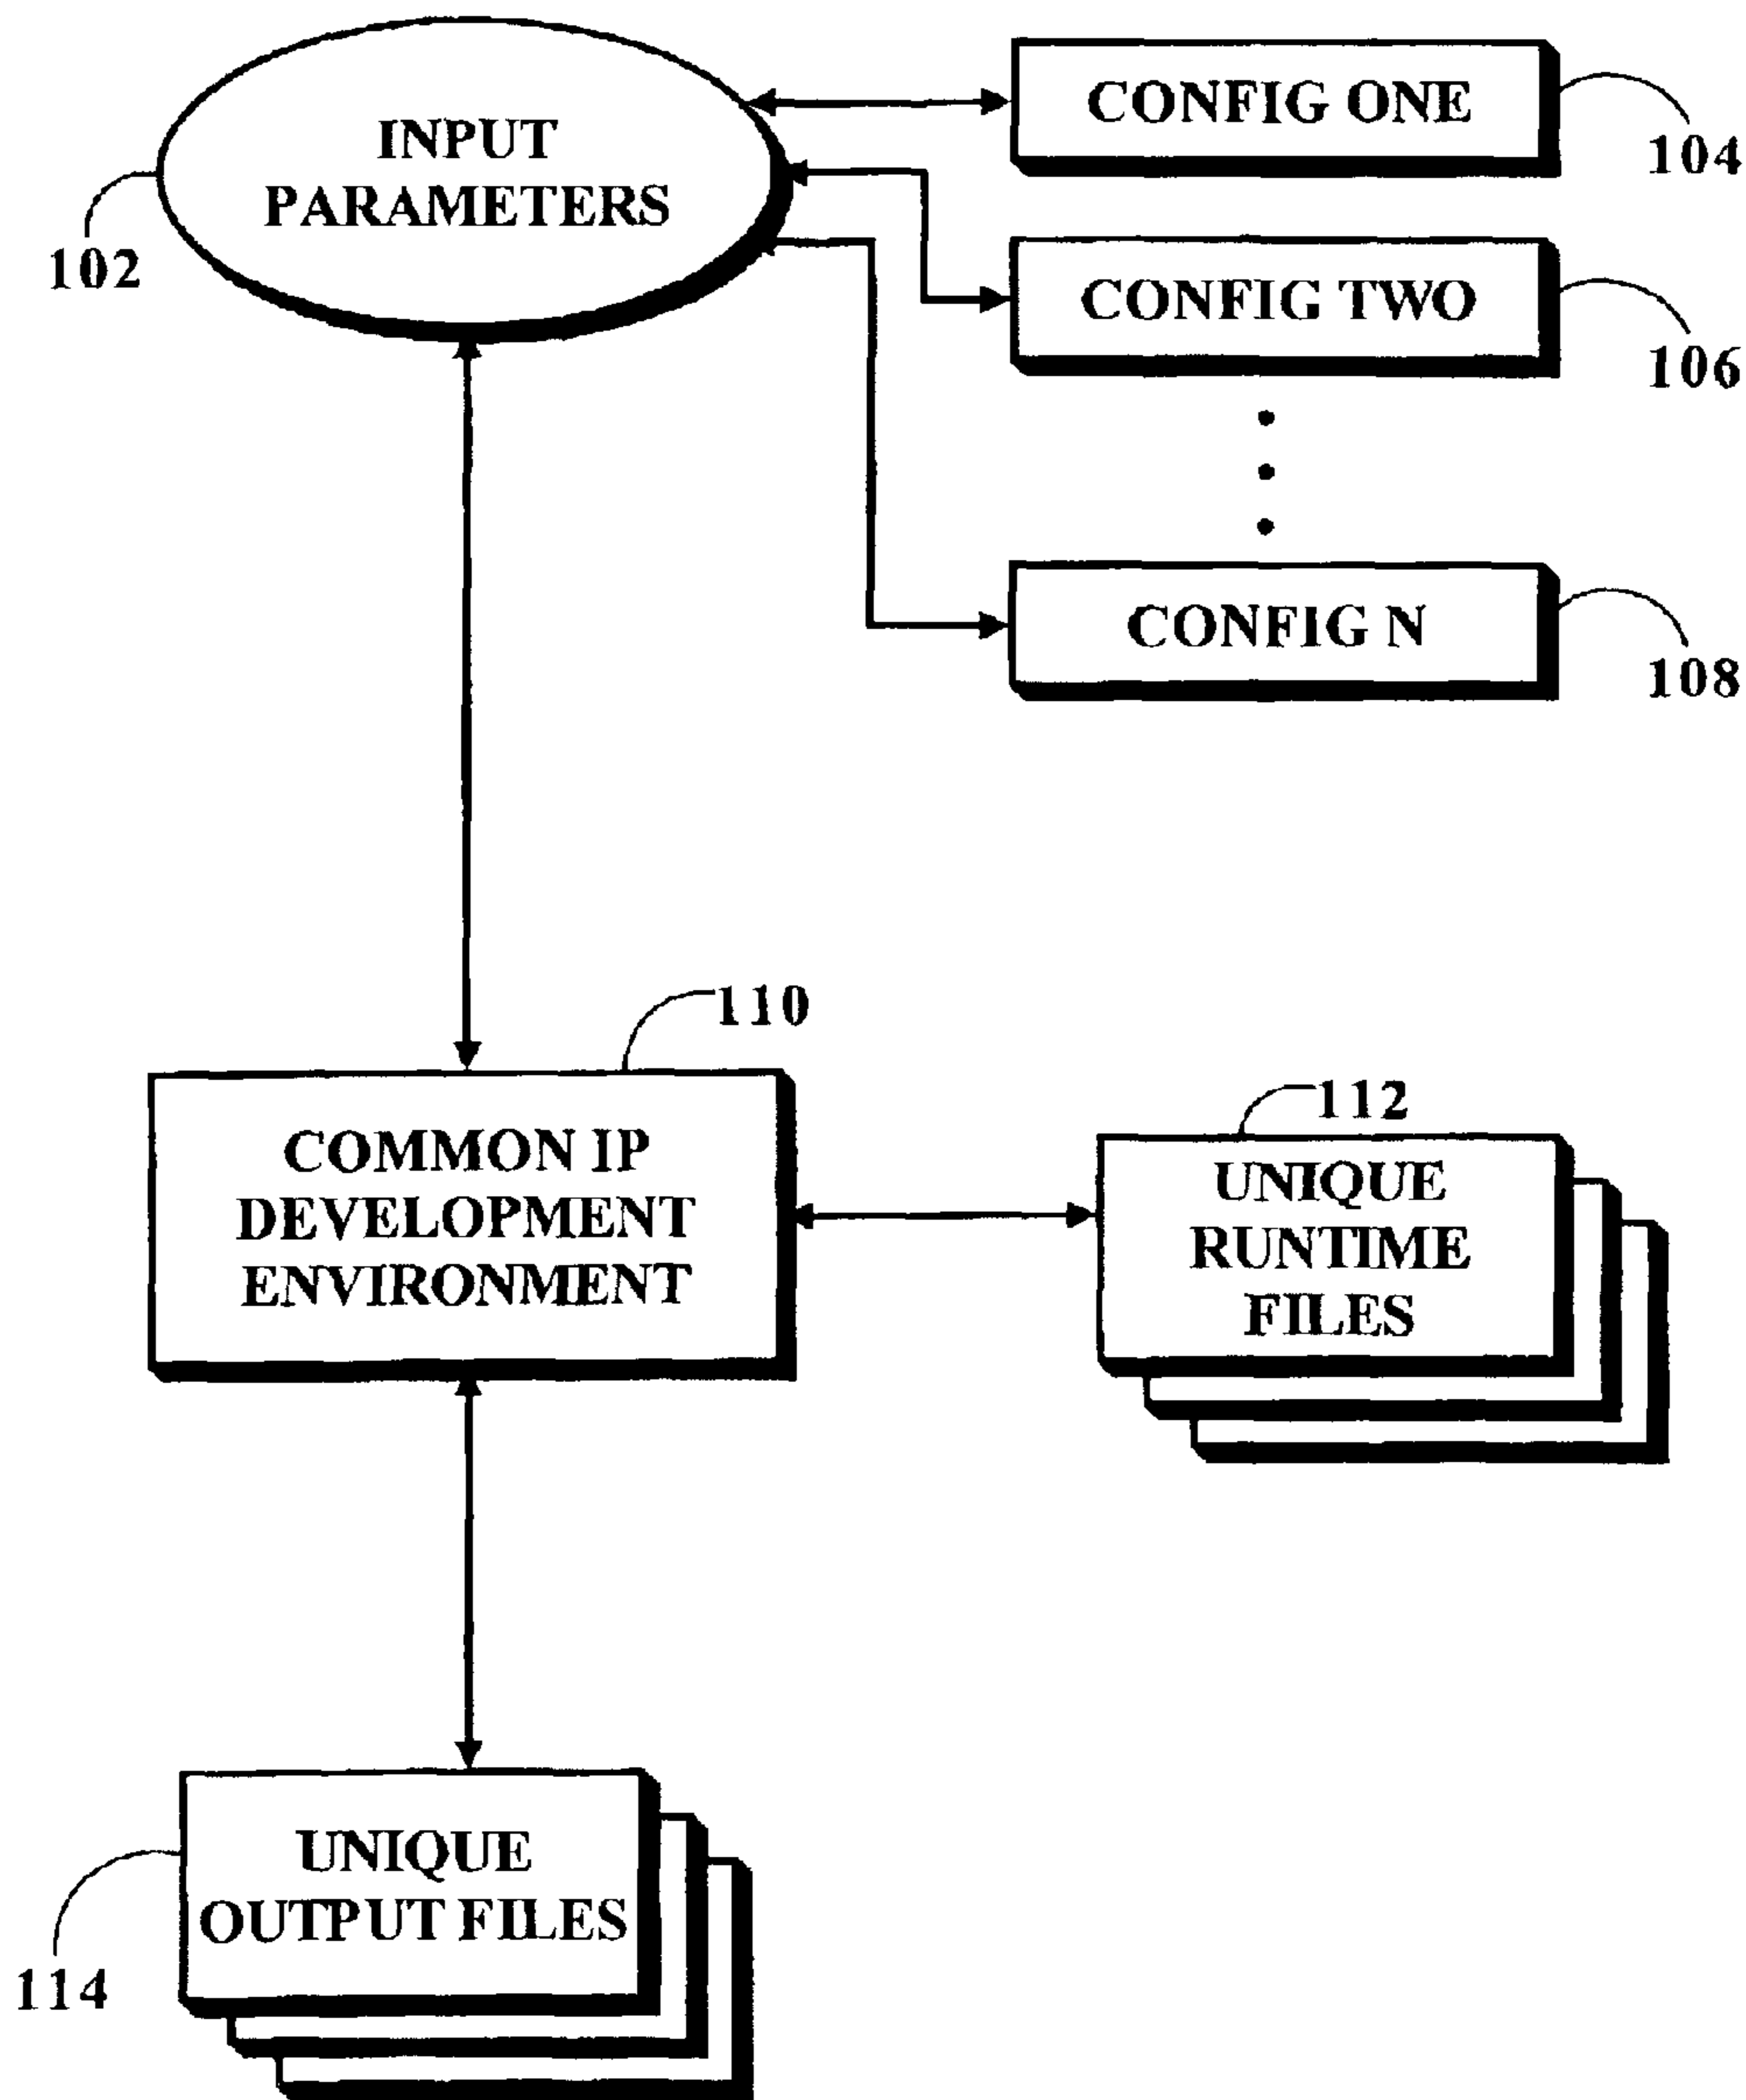 INPUT
PARAMETERS
102
CONFIG ONE
104
CONFIG TWO
106
CONFIG N
108
110
COMMON IP
DEVELOPMENT
ENVIRONMENT
112
UNIQUE
RUNTIME
FILES
UNIQUE
OUTPUT FILES
114